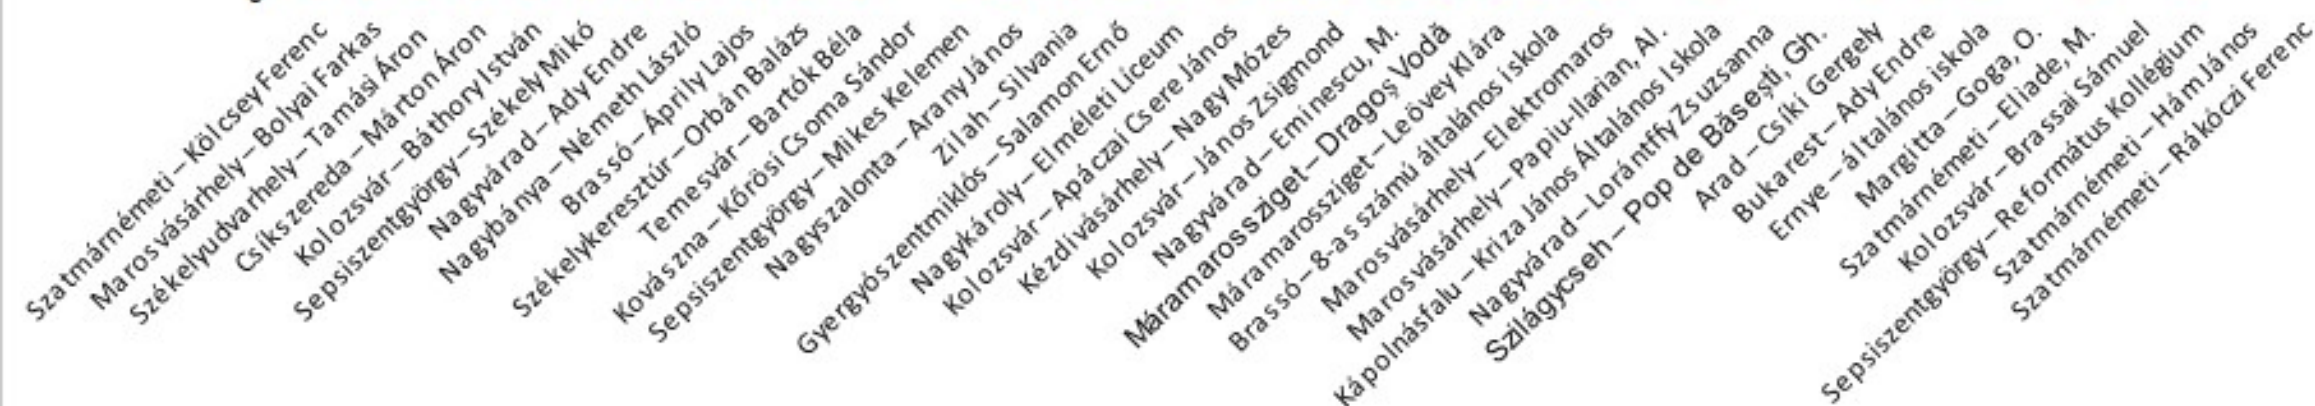 Szatmárnémeti – Kölcsey Ferenc
Marosvásárhely – Bolyai Farkas
Székelyudvarhely – Tamási Áron
Csíkszereda – Márton Áron
Kolozsvár – Báthory István
Sepsiszentgyörgy – Székely Mikó
Nagyvárad – Ady Endre
Nagybánya – Németh László
Brassó – Áprily Lajos
Székelykeresztúr – Orbán Balázs
Temesvár – Bartók Béla
Kovászna – Kőrösi Csoma Sándor
Sepsiszentgyörgy – Mikes Kelemen
Nagyszalonta – Arany János
Zilah – Silvania
Gyergyószentmiklós – Salamon Ernő
Nagykároly – Elméleti Líceum
Kolozsvár – Apáczai Csere János
Kézdivásárhely – Nagy Mózes
Kolozsvár – János Zsigmond
Nagyvárad – Eminescu, M.
Máramarossziget – Dragoș Vodă
Máramarossziget – Leövey Klára
Brassó – 8-as számú általános iskola
Marosvásárhely – Elektromaros
Marosvásárhely – Papiu-Ilarian, Al.
Kápolnásfalu – Kriza János Általános Iskola
Nagyvárad – Lorántffy Zsuzsanna
Szilágycseh – Pop de Băsești, Gh.
Arad – Csiki Gergely
Bukarest – Ady Endre
Ernye – általános iskola
Margitta – Goga, O.
Szatmárnémeti – Eliade, M.
Kolozsvár – Brassai Sámuel
Sepsiszentgyörgy – Református Kollégium
Szatmárnémeti – Hám János
Szatmárnémeti – Rákóczi Ferenc